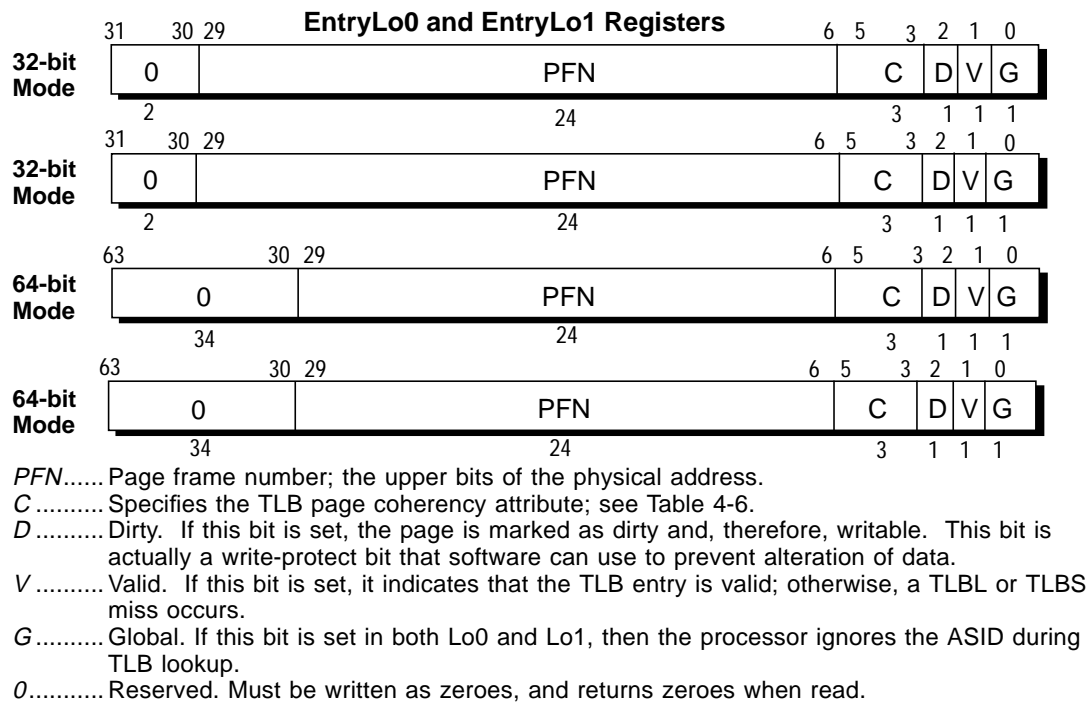 EntryLo0 and EntryLo1 Registers
31 30 29 6 5 3 2 1 0
32-bit Mode 0 PFN C D V G
2 24 3 1 1 1
31 30 29 6 5 3 2 1 0
32-bit Mode 0 PFN C D V G
2 24 3 1 1 1
63 30 29 6 5 3 2 1 0
64-bit Mode 0 PFN C D V G
34 24 3 1 1 1
63 30 29 6 5 3 2 1 0
64-bit Mode 0 PFN C D V G
34 24 3 1 1 1
PFN...... Page frame number; the upper bits of the physical address.
C .......... Specifies the TLB page coherency attribute; see Table 4-6.
D .......... Dirty. If this bit is set, the page is marked as dirty and, therefore, writable. This bit is
actually a write-protect bit that software can use to prevent alteration of data.
V .......... Valid. If this bit is set, it indicates that the TLB entry is valid; otherwise, a TLBL or TLBS
miss occurs.
G .......... Global. If this bit is set in both Lo0 and Lo1, then the processor ignores the ASID during
TLB lookup.
0........... Reserved. Must be written as zeroes, and returns zeroes when read.